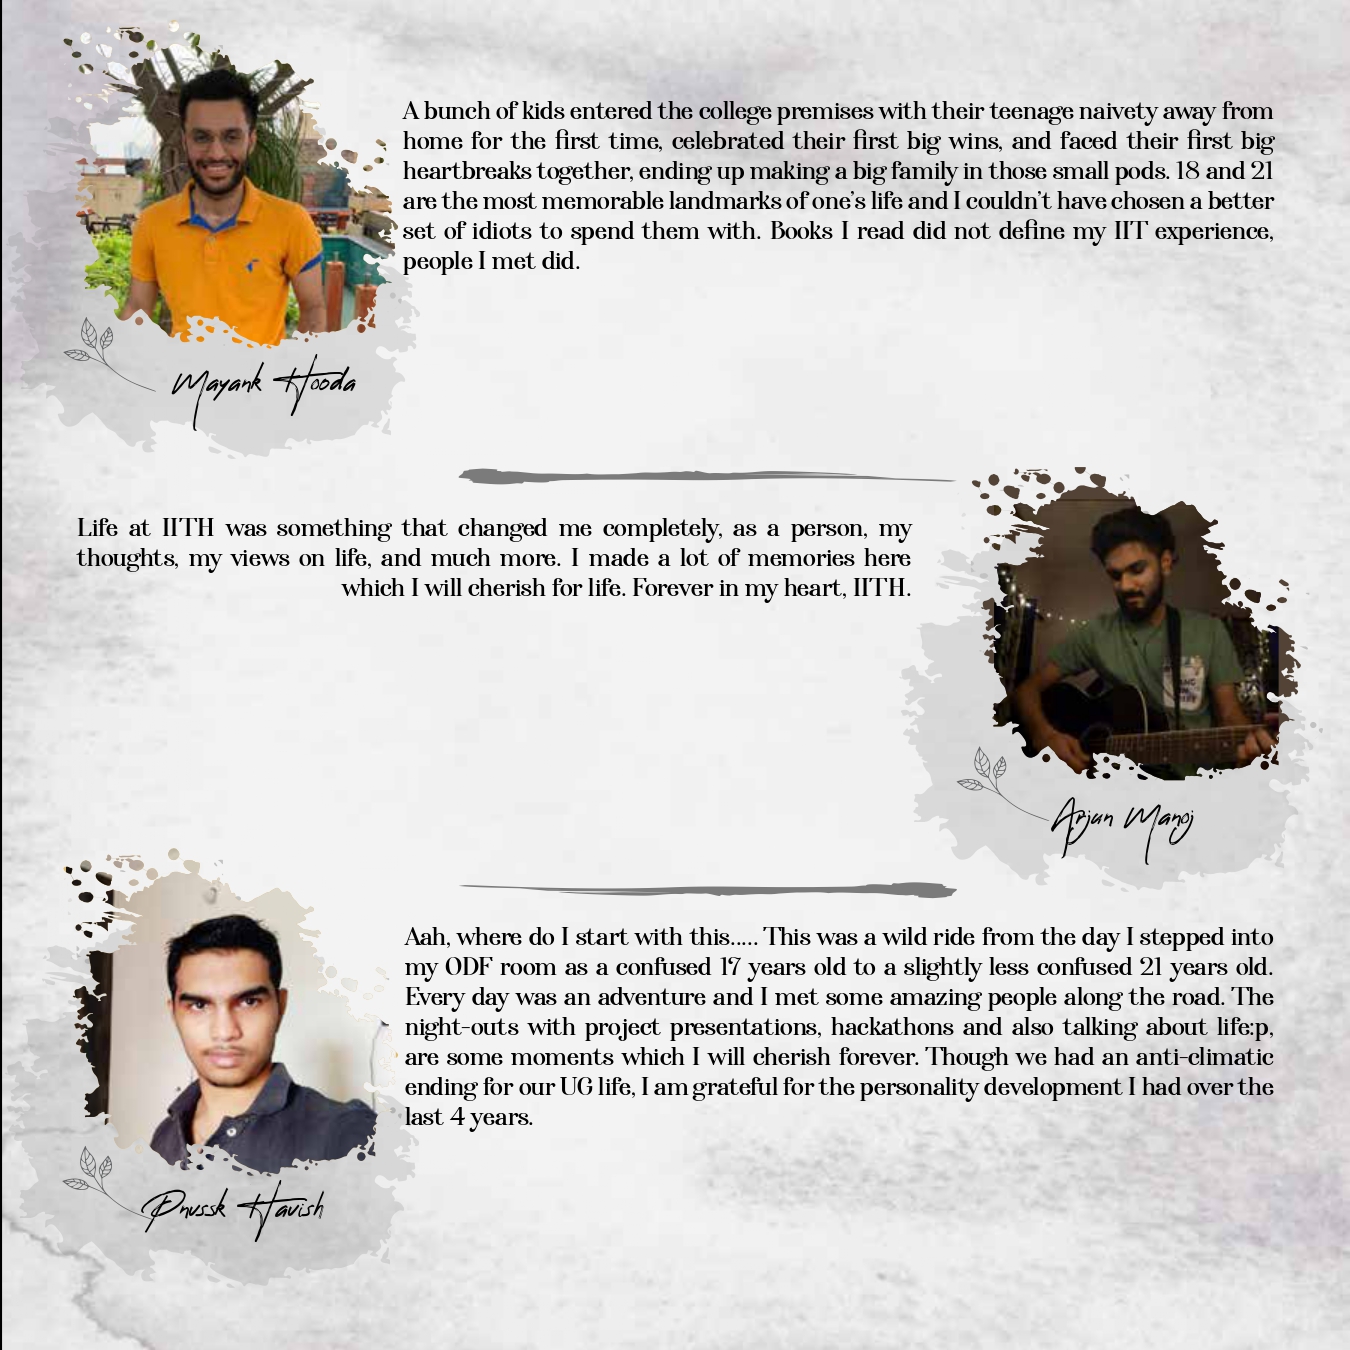 A bunch of kids entered the college premises with their teenage naivety away from
home for the first time, celebrated their first big wins, and faced their first big
heartbreaks together, ending up making a big family in those small pods. 18 and 21
are the most memorable landmarks of one's life and I couldn't have chosen a better
set of idiots to spend them with. Books I read did not define my IIT experience,
people I met did.
Mayank Hooda
Life at IITH was something that changed me completely, as a person, my
thoughts, my views on life, and much more. I made a lot of memories here
which I will cherish for life. Forever in my heart, IITH.
Arjun Manoj
Aah, where do I start with this..... This was a wild ride from the day I stepped into
my ODF room as a confused 17 years old to a slightly less confused 21 years old.
Every day was an adventure and I met some amazing people along the road. The
night-outs with project presentations, hackathons and also talking about life:p,
are some moments which I will cherish forever. Though we had an anti-climatic
ending for our UG life, I am grateful for the personality development I had over the
last 4 years.
Pnvssk Havish